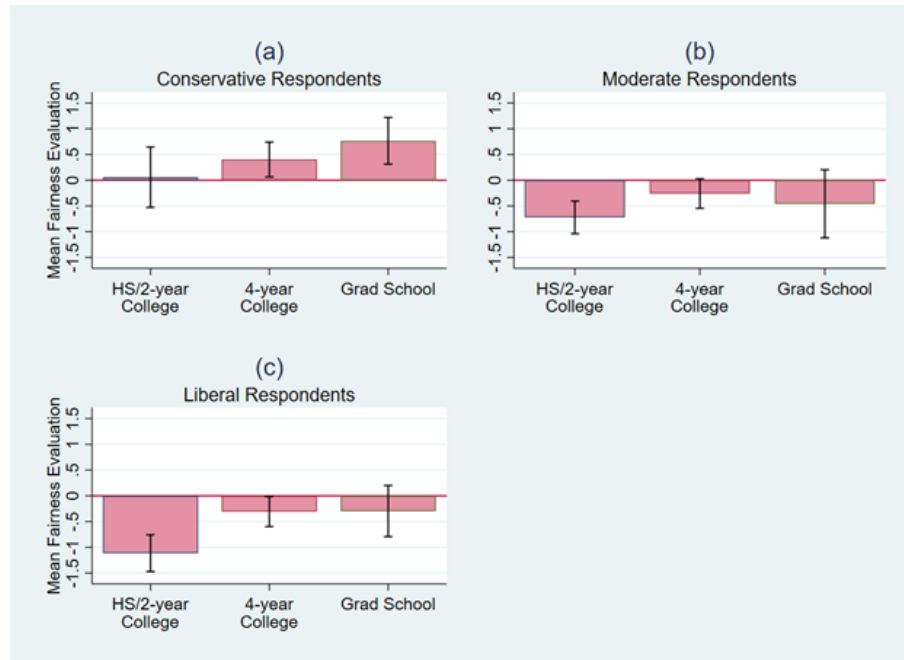 (a)
Conservative Respondents
Mean Fairness Evaluation
1.5
1
.5
0
-.5
-1
-1.5
HS/2-year
College
4-year
College
Grad School
(b)
Moderate Respondents
1.5
1
.5
0
-.5
-1
-1.5
HS/2-year
College
4-year
College
Grad School
(c)
Liberal Respondents
Mean Fairness Evaluation
1.5
1
.5
0
-.5
-1
-1.5
HS/2-year
College
4-year
College
Grad School